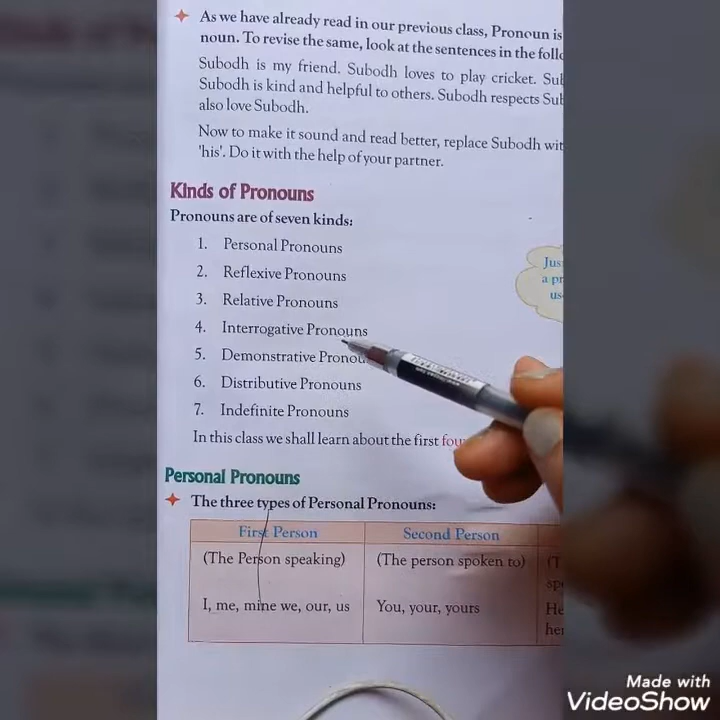 As we have already read in our previous class, Pronoun is
noun. To revise the same, look at the sentences in the
Subodh is my friend. Subodh loves to play cricket.
Subodh is kind and helpful to others. Subodh respects
also love Subodh.
Now to make it sound and read better, replace Subodh
'his'. Do it with the help of your partner.
Kinds of Pronouns
Pronouns are of seven kinds:
1. Personal Pronouns
2. Reflexive Pronouns
3. Relative Pronouns
4. Interrogative Pronouns
5. Demonstrative
6. Distributive Pronouns
7. Indefinite Pronouns
In this class we shall learn about the first
Personal Pronouns
The three types of Personal Pronouns:
First Person Second Person
(The Person speaking) (The person spoken to)
I, me, mine we, our, us You, your, yours
Made with
VideoShow